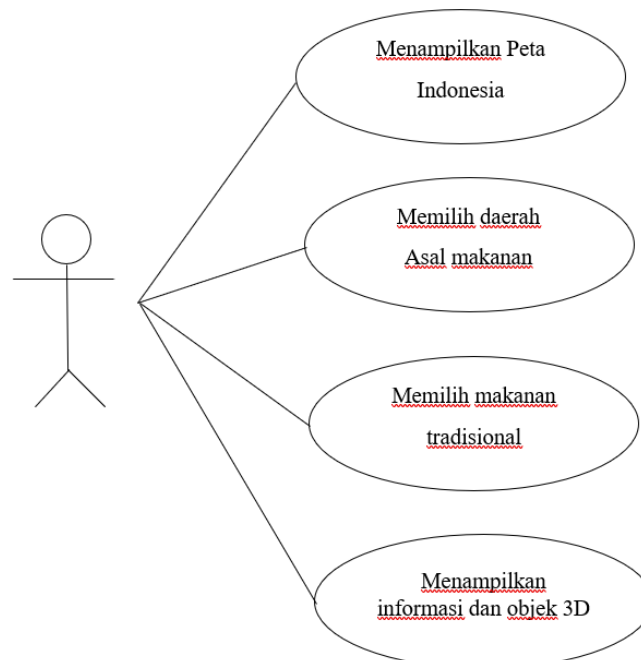 Menampilkan Peta
Indonesia
Memilih daerah
Asal makanan
Memilih makanan
tradisional
Menampilkan
informasi dan objek 3D